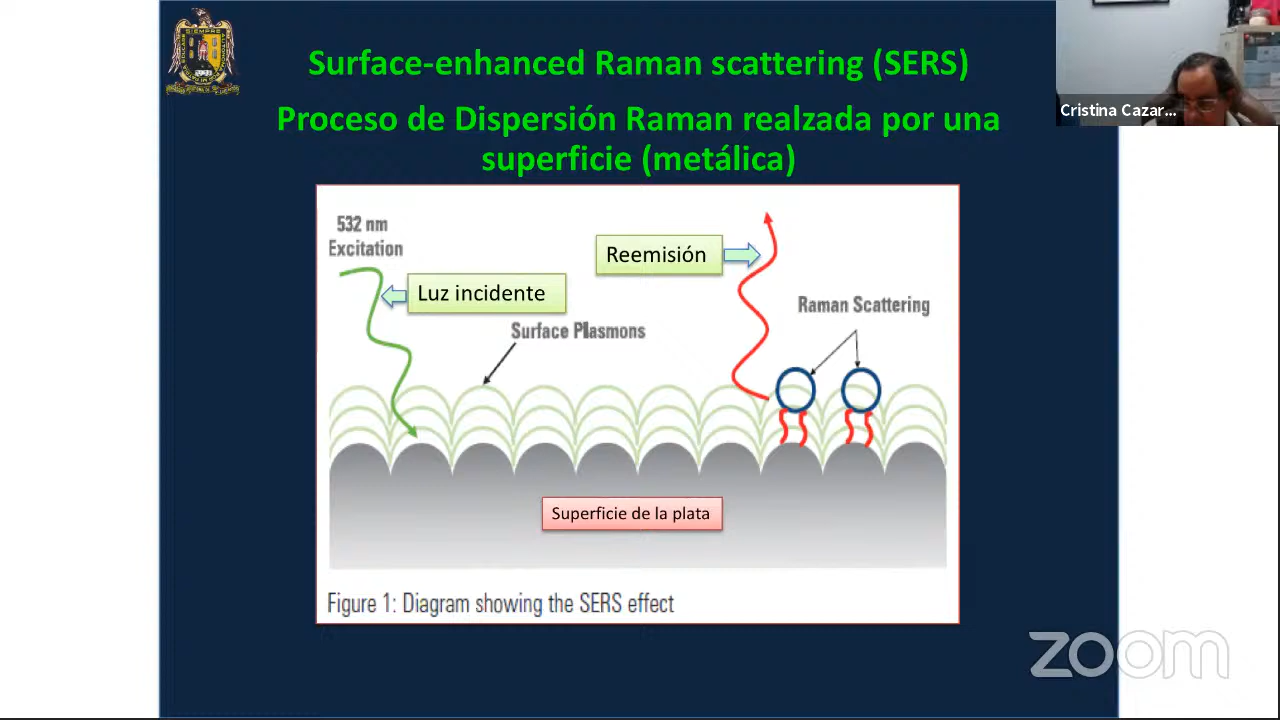 Surface-enhanced Raman scattering (SERS)
Proceso de Dispersión Raman realzada por una
superficie (metálica)
Cristina Cazar...
532 nm
Excitation
Luz incidente
Reemisión
Surface Plasmons
Raman Scattering
Superficie de la plata
Figure 1: Diagram showing the SERS effect
zoom